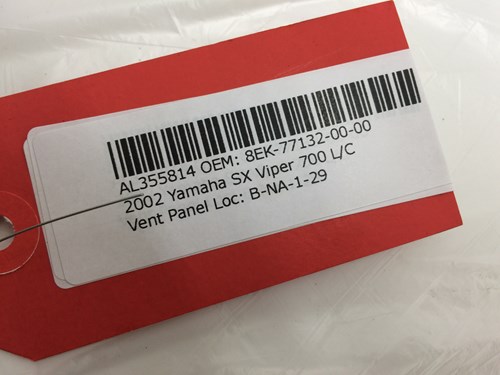 AL355814 OEM: 8EK-77132-00-00
2002 Yamaha SX Viper 700 L/C
Vent Panel Loc: B-NA-1-29